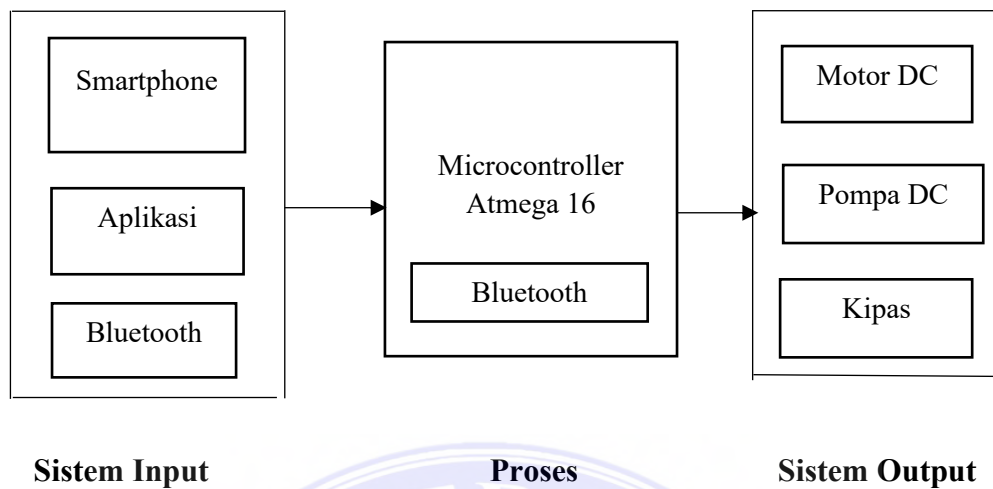 Smartphone
Aplikasi
Bluetooth
Microcontroller
Atmega 16
Bluetooth
Motor DC
Pompa DC
Kipas
Sistem Input
Proses
Sistem Output